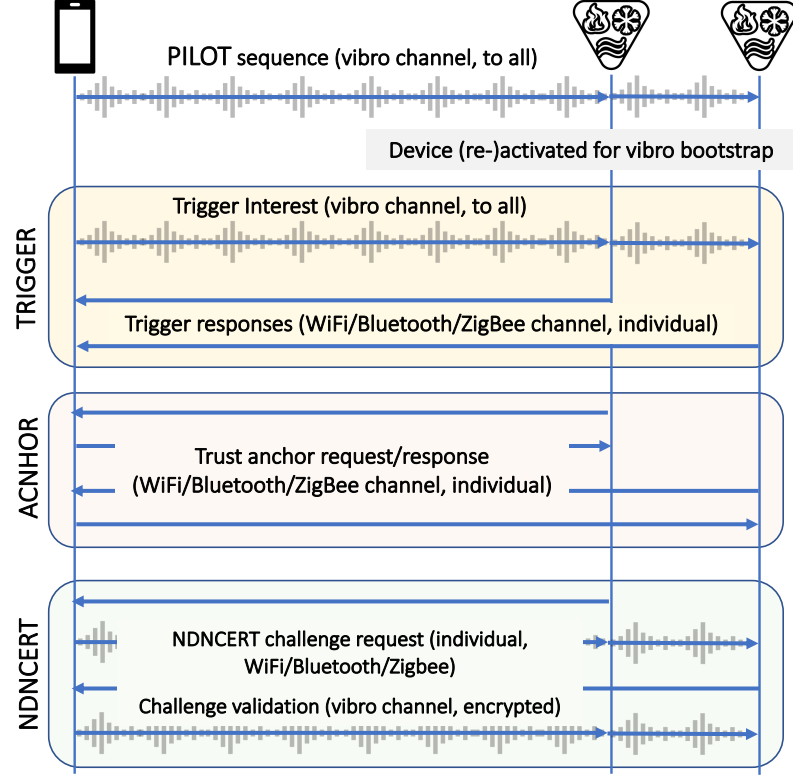 PILOT sequence (vibro channel, to all)
Device (re-)activated for vibro bootstrap
TRIGGER
Trigger Interest (vibro channel, to all)
Trigger responses (WiFi/Bluetooth/ZigBee channel, individual)
ACNHOR
Trust anchor request/response
(WiFi/Bluetooth/ZigBee channel, individual)
NDNCERT
NDNCERT challenge request (individual,
WiFi/Bluetooth/Zigbee)
Challenge validation (vibro channel, encrypted)